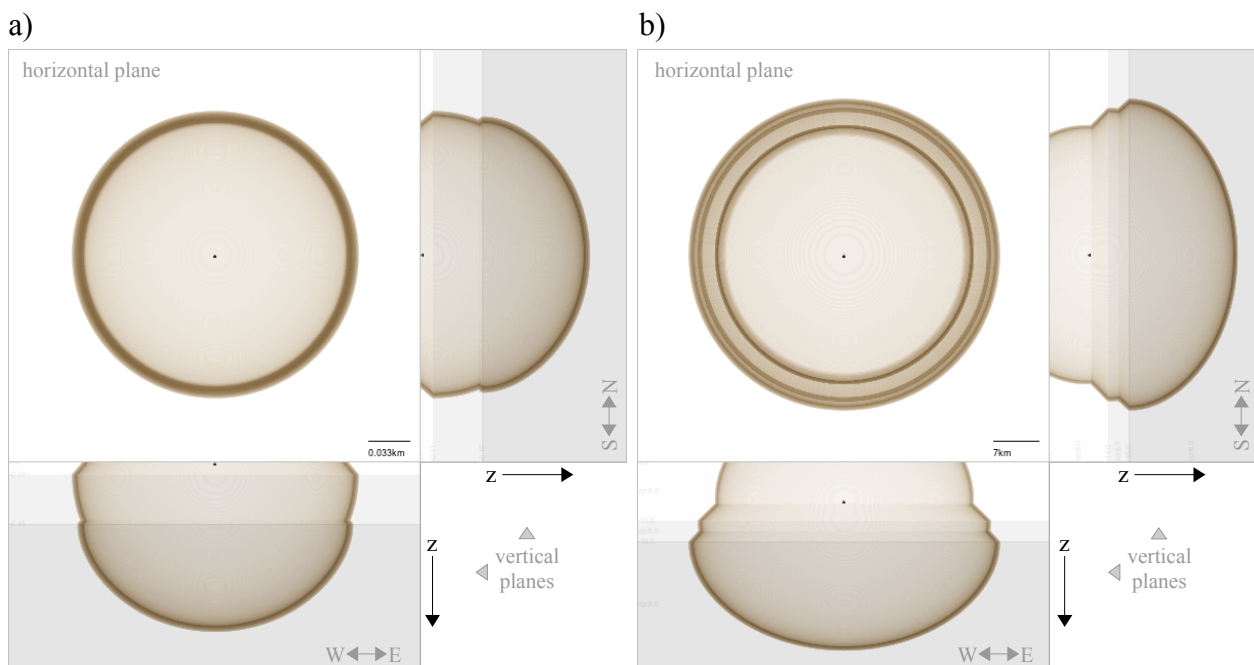 a)
b)
horizontal plane
horizontal plane
S
N
S
N
0.033km
7km
z
z
z
z
vertical
planes
vertical
planes
W
E
W
E